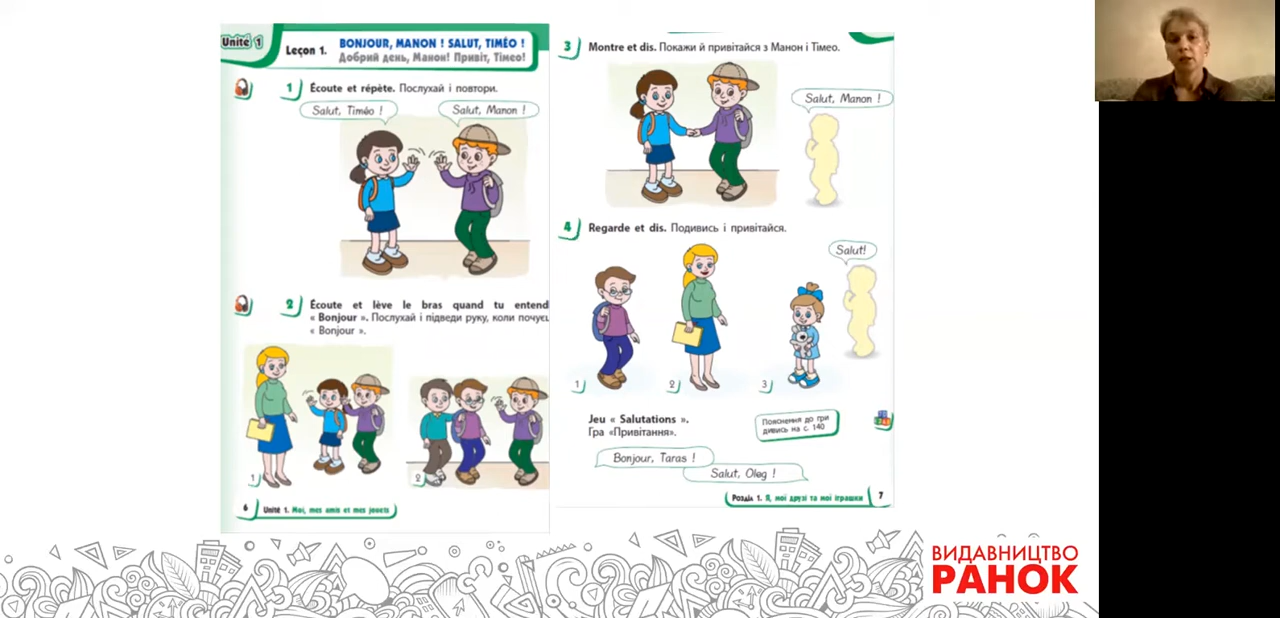 Unité 1
Leçon 1.
BONJOUR, MANON ! SALUT, TIMÉO !
Добрий день, Манон! Привіт, Тімео!
1 Écoute et répète. Послухай і повтори.
Salut, Timéo !
Salut, Manon !
2 Écoute et lève le bras quand tu entend
« Bonjour ». Послухай і підведи руку, коли почуєш
« Bonjour ».
1
2
6
Unité 1. Moi, mes amis et mes jouets
3 Montre et dis. Покажи й привітайся з Манон і Тімео.
Salut, Manon !
4 Regarde et dis. Подивись і привітайся.
Salut!
1
2
3
Jeu « Salutations ».
Гра «Привітання».
Пояснення до гри
дивись на с. 140
Bonjour, Taras !
Salut, Oleg !
Розділ 1. Я, мої друзі та мої іграшки
7
ВИДАВНИЦТВО
РАНОК